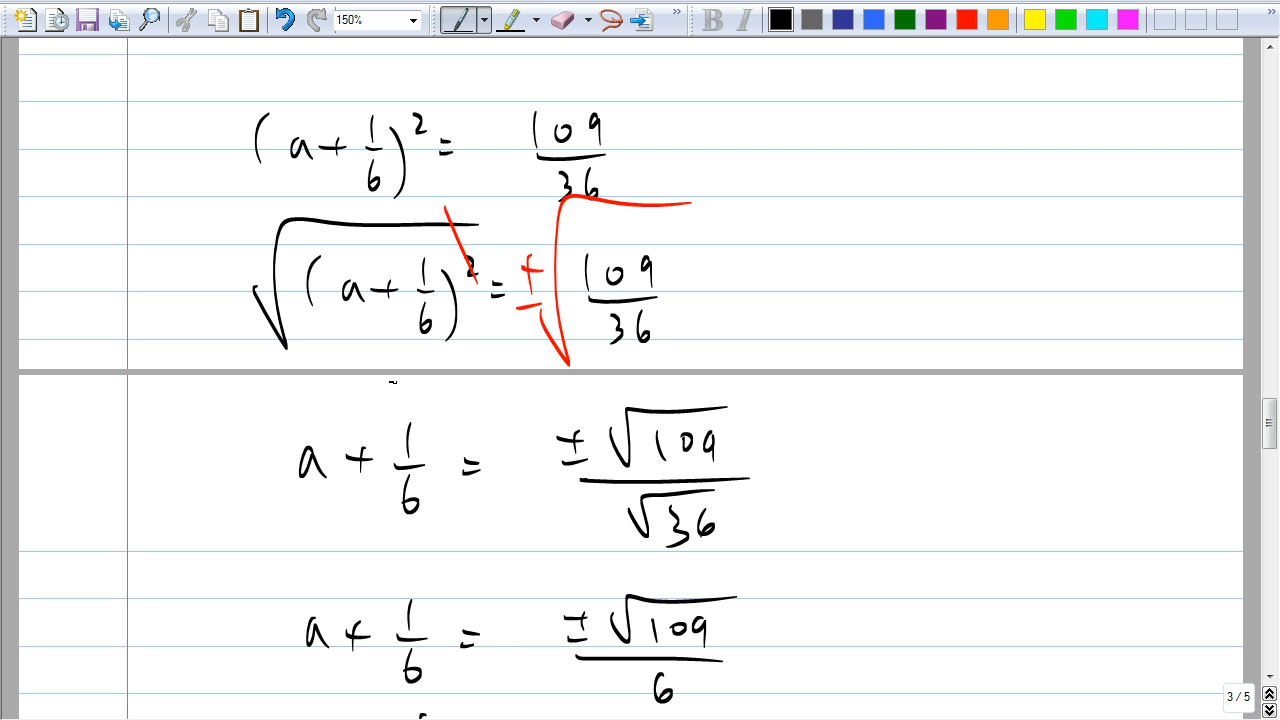 150%
(a + 1/6)² = 109/36
√(a + 1/6)² = ±√109/36
a + 1/6 = ±√109/√36
a + 1/6 = ±√109/6
3 / 5